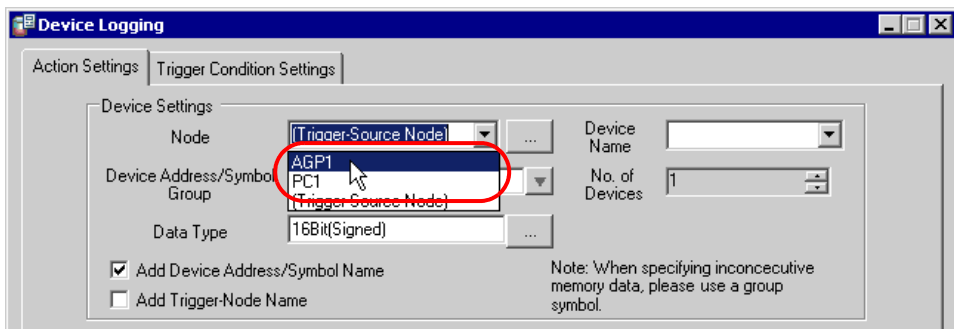 Device Logging
Action Settings Trigger Condition Settings
Device Settings
Node (Trigger-Source Node) ... Device Name
AGP1
PC1
(Trigger Source Node)
Device Address/Symbol Group No. of Devices 1
Data Type 16Bit(Signed) ...
Add Device Address/Symbol Name
Add Trigger-Node Name
Note: When specifying inconcecutive
memory data, please use a group
symbol.